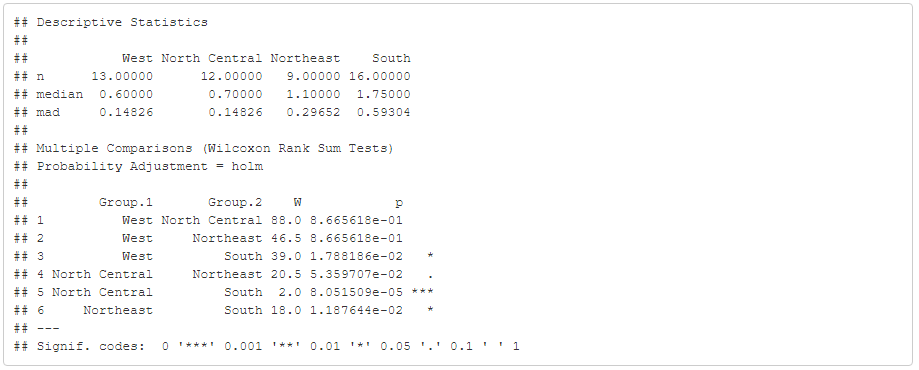 ## Descriptive Statistics
##
##            West North Central Northeast    South
## n      13.00000      12.00000   9.00000 16.00000
## median  0.60000       0.70000   1.10000  1.75000
## mad     0.14826       0.14826   0.29652  0.59304
##
## Multiple Comparisons (Wilcoxon Rank Sum Tests)
## Probability Adjustment = holm
##
##         Group.1       Group.2    W            p
## 1          West North Central 88.0 8.665618e-01
## 2          West     Northeast 46.5 8.665618e-01
## 3          West         South 39.0 1.788186e-02   *
## 4 North Central     Northeast 20.5 5.359707e-02   .
## 5 North Central         South  2.0 8.051509e-05 ***
## 6     Northeast         South 18.0 1.187644e-02   *
## ---
## Signif. codes:  0 '***' 0.001 '**' 0.01 '*' 0.05 '.' 0.1 ' ' 1